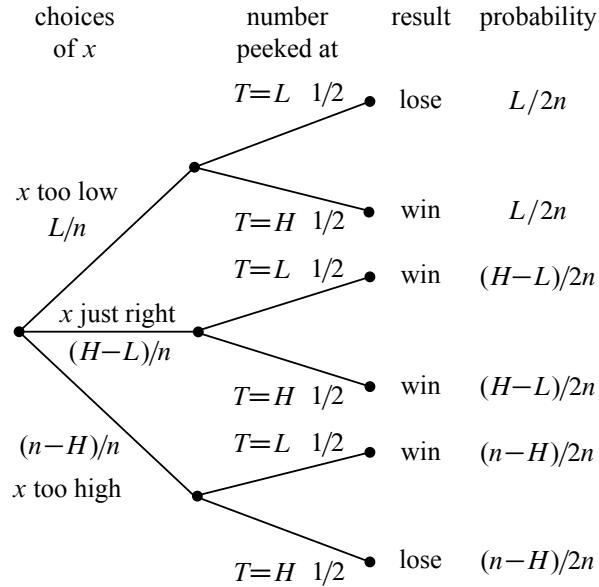 choices of x
number peeked at
result
probability
T=L 1/2
lose
L/2n
x too low
L/n
T=H 1/2
win
L/2n
T=L 1/2
win
(H−L)/2n
x just right
(H−L)/n
T=H 1/2
win
(H−L)/2n
(n−H)/n
x too high
T=L 1/2
win
(n−H)/2n
T=H 1/2
lose
(n−H)/2n